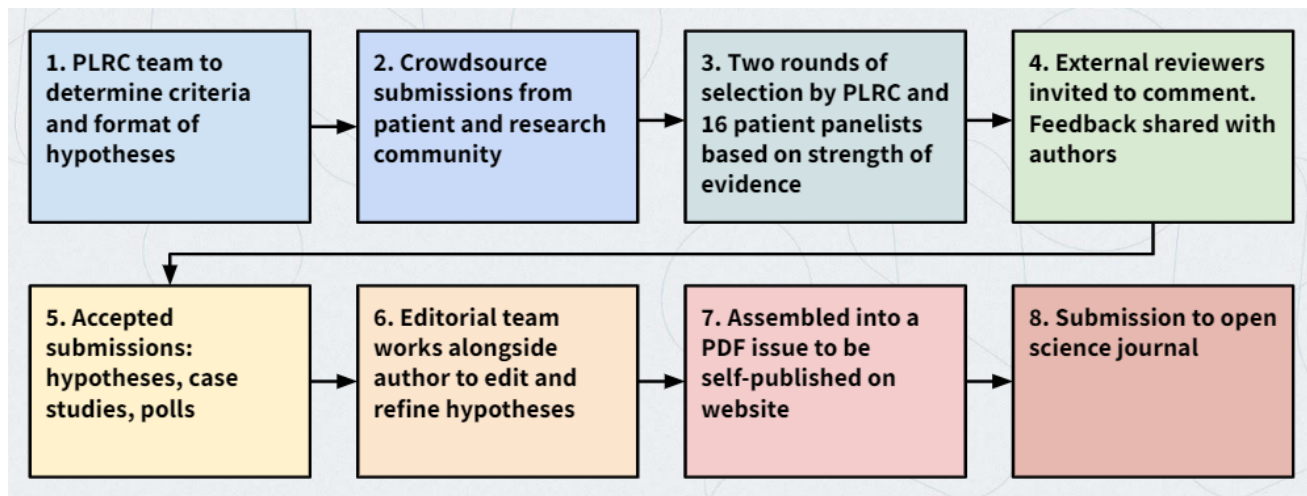 1. PLRC team to
determine criteria
and format of
hypotheses
2. Crowdsource
submissions from
patient and research
community
3. Two rounds of
selection by PLRC and
16 patient panelists
based on strength of
evidence
4. External reviewers
invited to comment.
Feedback shared with
authors
5. Accepted
submissions:
hypotheses, case
studies, polls
6. Editorial team
works alongside
author to edit and
refine hypotheses
7. Assembled into a
PDF issue to be
self-published on
website
8. Submission to open
science journal